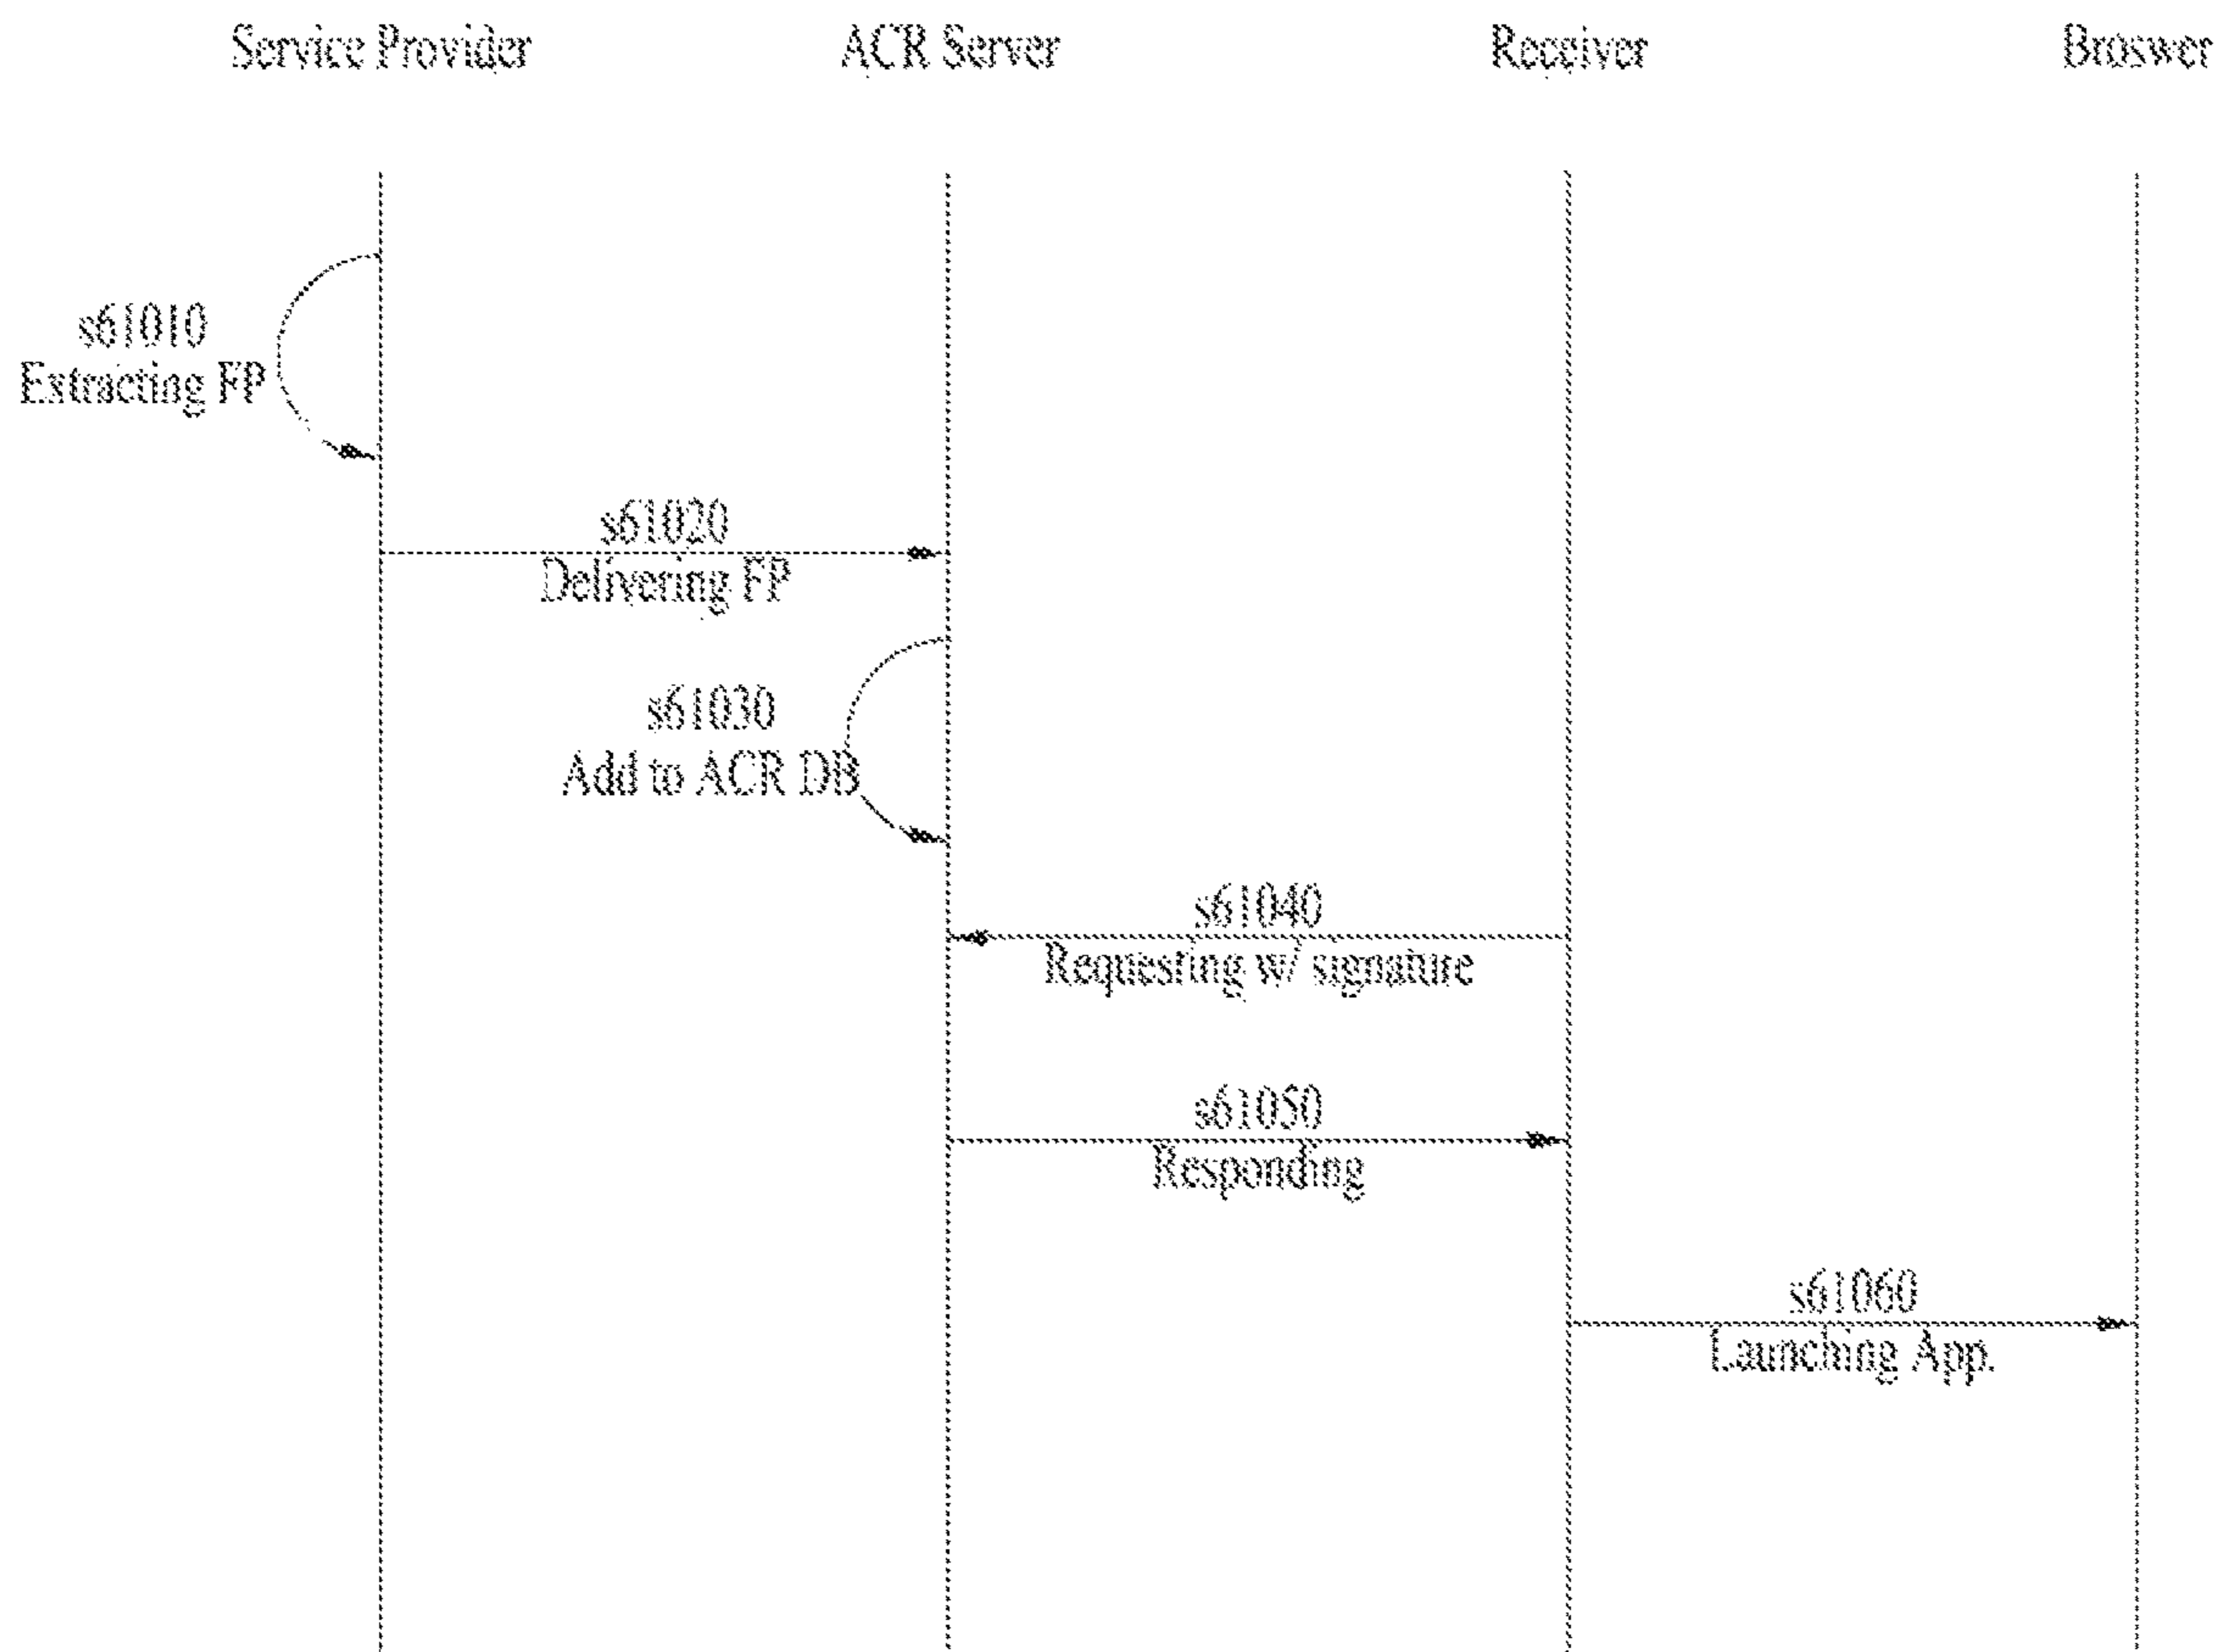 Service Provider
ACR Server
Receiver
Broswer
s61010
Extracting FP
s61020
Delivering FP
s61030
Add to ACR DB
s61040
Requesting w/ signature
s61050
Responding
s61060
Launching App.